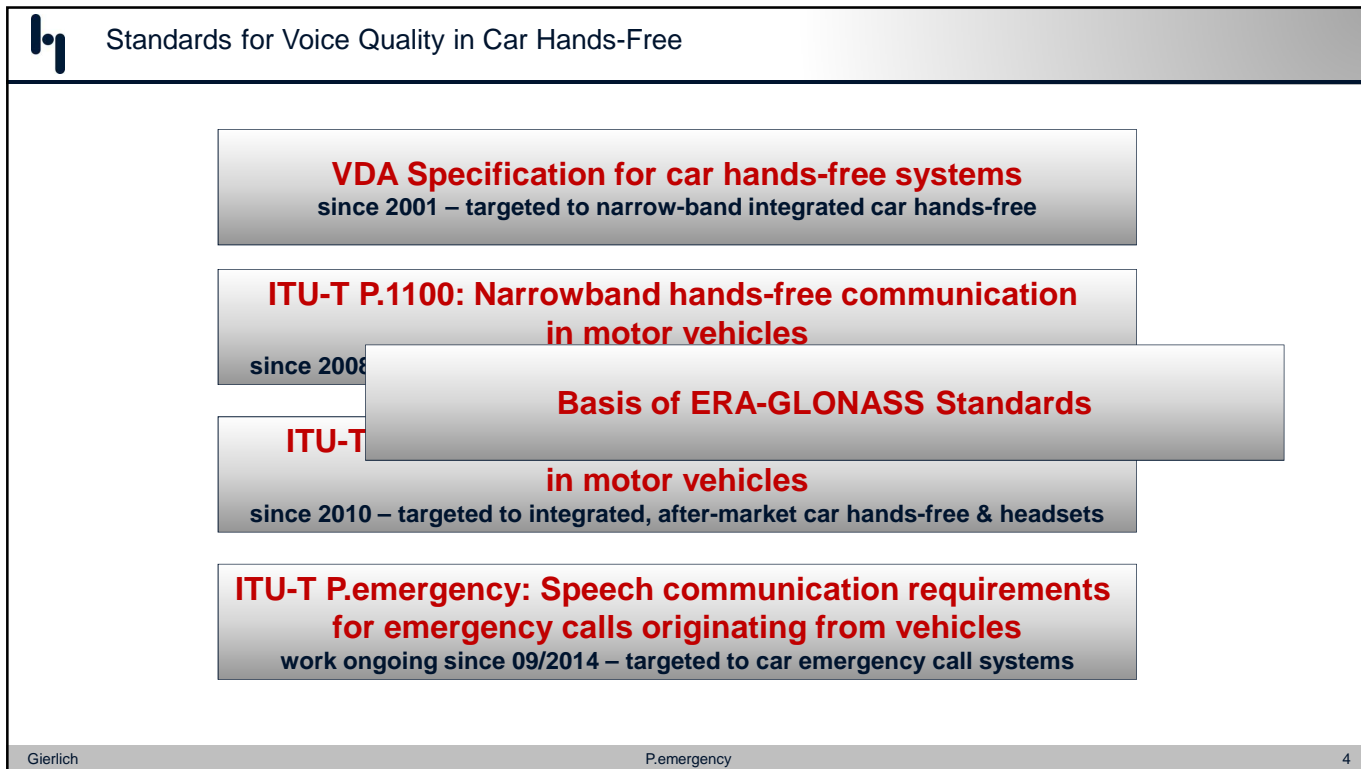 Standards for Voice Quality in Car Hands-Free
VDA Specification for car hands-free systems
since 2001 – targeted to narrow-band integrated car hands-free
ITU-T P.1100: Narrowband hands-free communication
in motor vehicles
since 2008
Basis of ERA-GLONASS Standards
ITU-T
in motor vehicles
since 2010 – targeted to integrated, after-market car hands-free & headsets
ITU-T P.emergency: Speech communication requirements
for emergency calls originating from vehicles
work ongoing since 09/2014 – targeted to car emergency call systems
Gierlich
P.emergency
4